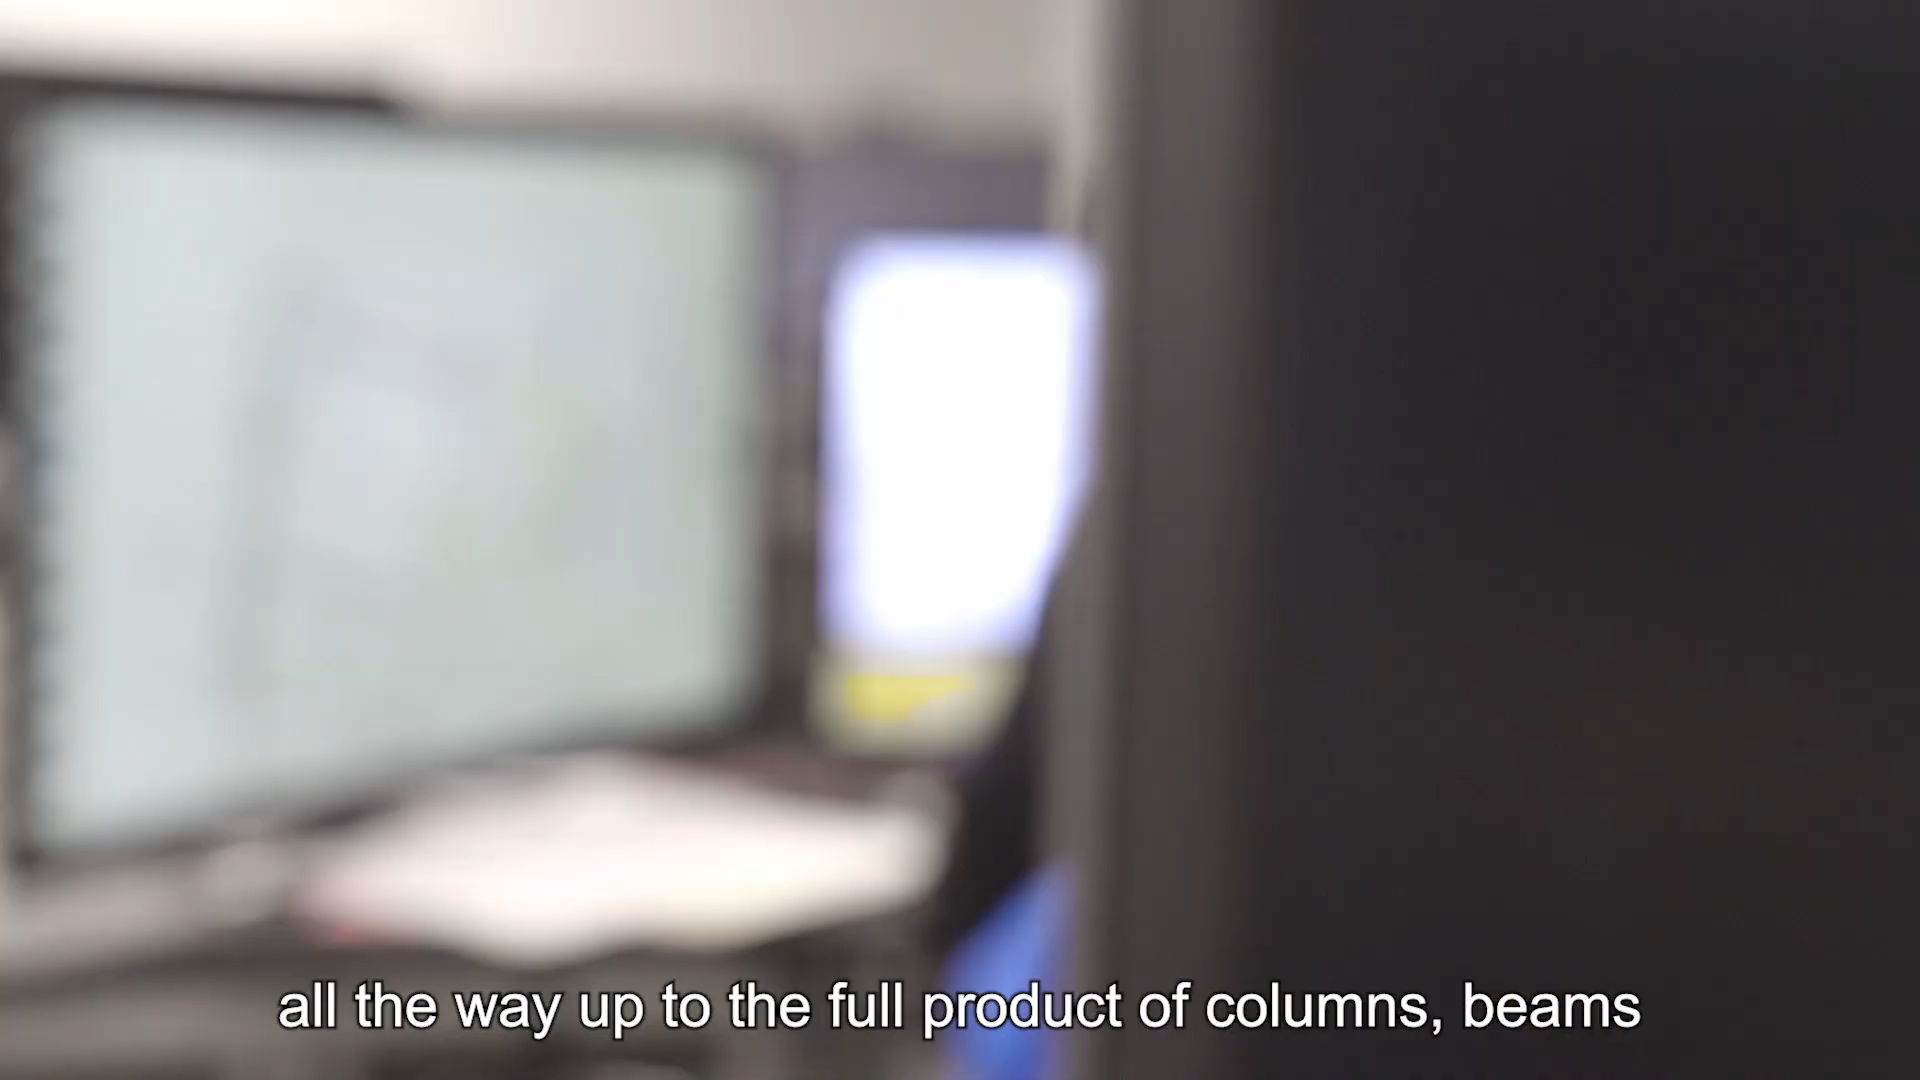 all the way up to the full product of columns, beams